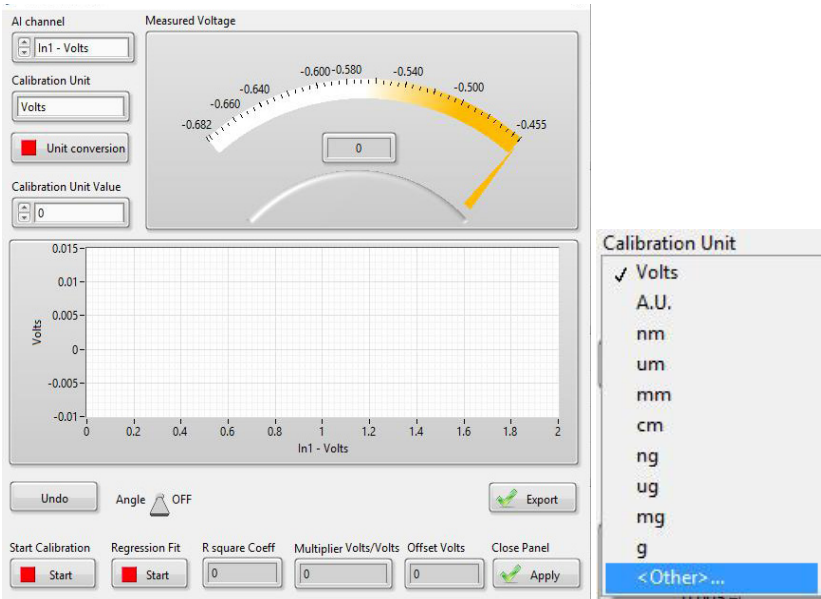 AI channel
In1 - Volts
Calibration Unit
Volts
Unit conversion
Calibration Unit Value
0
Measured Voltage
-0.682
-0.660
-0.640
-0.600
-0.580
-0.540
-0.500
-0.455
0
0.015
0.01
0.005
0
-0.005
-0.01
Volts
0 0.2 0.4 0.6 0.8 1 1.2 1.4 1.6 1.8 2
In1 - Volts
Undo
Angle OFF
Export
Start Calibration Regression Fit R square Coeff Multiplier Volts/Volts Offset Volts Close Panel
Start Start 0 0 0 Apply
Calibration Unit
Volts
A.U.
nm
um
mm
cm
ng
ug
mg
g
<Other>...